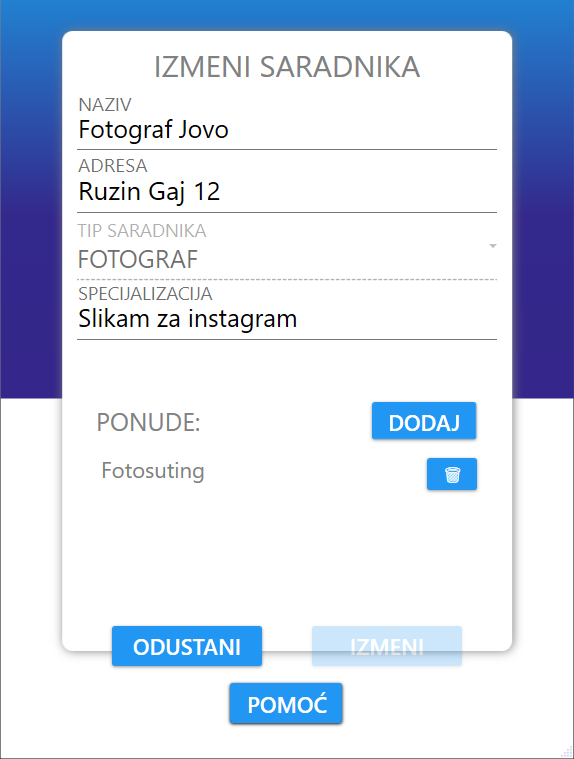 IZMENI SARADNIKA
NAZIV
Fotograf Jovo
ADRESA
Ruzin Gaj 12
TIP SARADNIKA
FOTOGRAF
SPECIJALIZACIJA
Slikam za instagram
PONUDE:
DODAJ
Fotosuting
ODUSTANI
IZMENI
POMOĆ